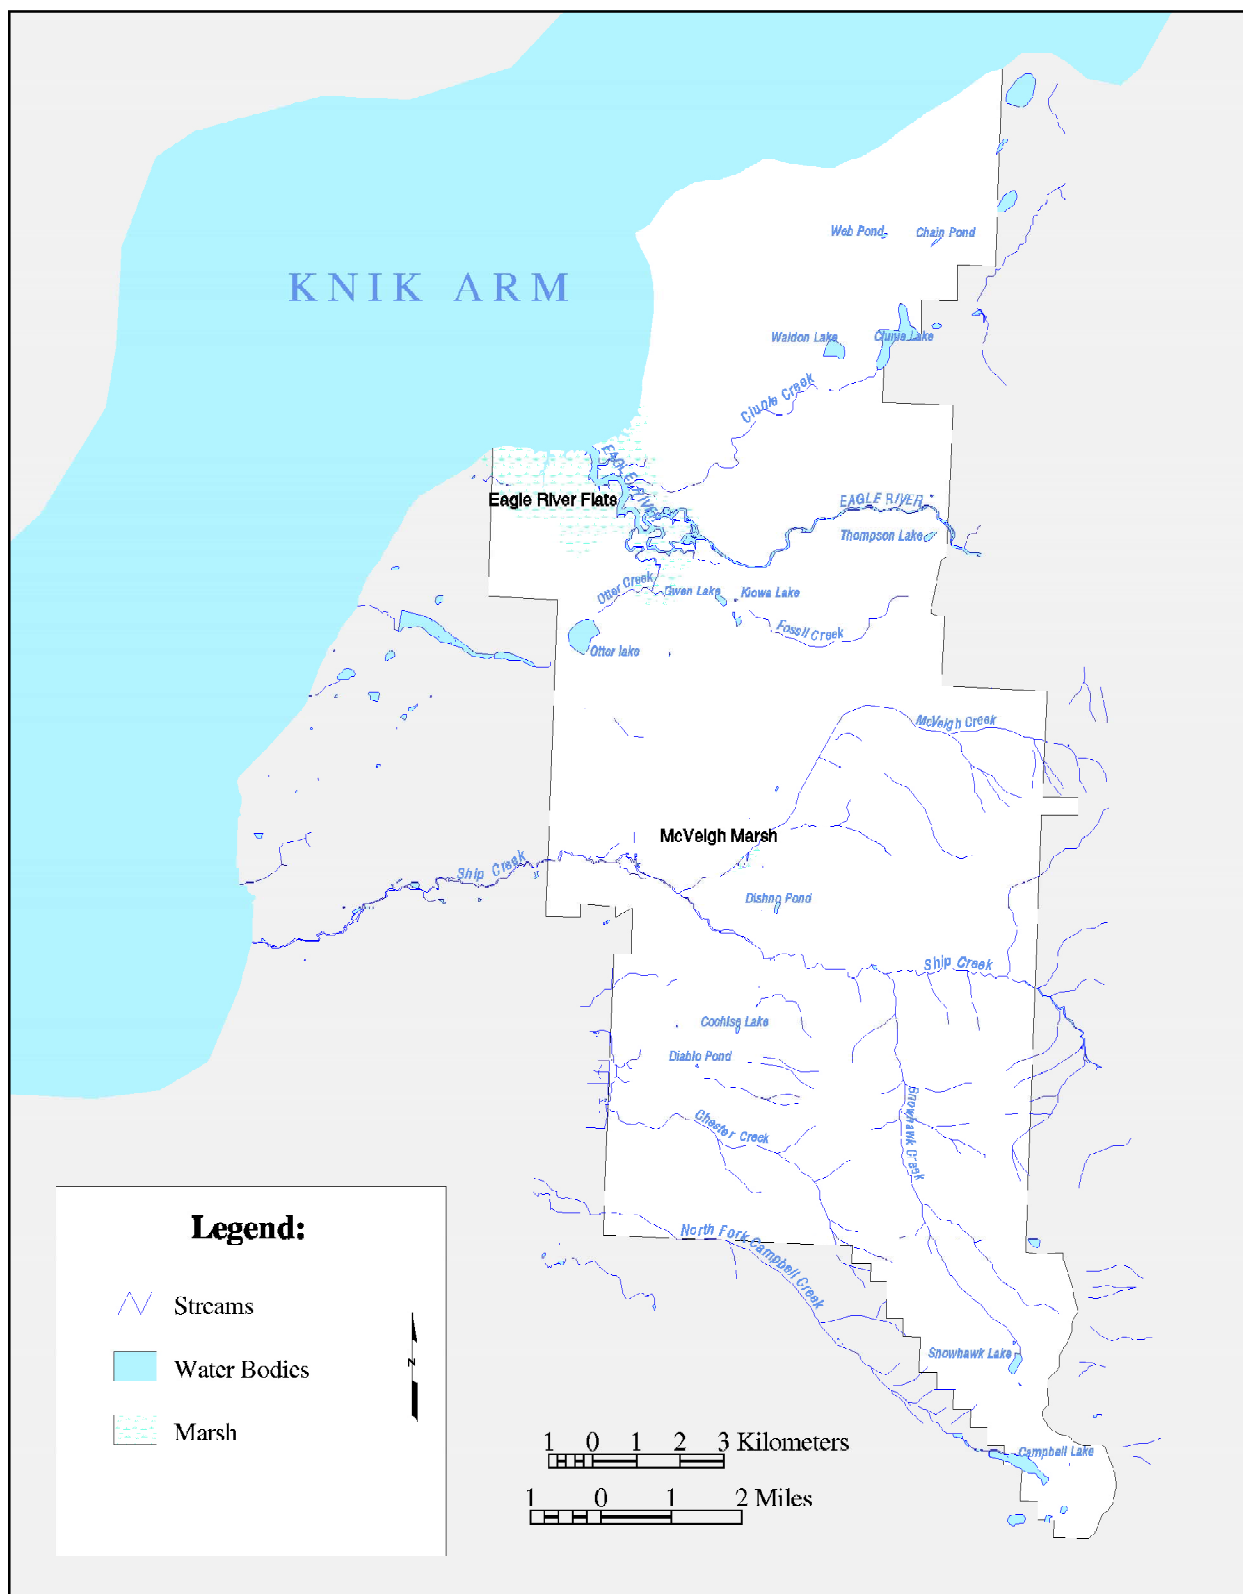 Web Pond
Chain Pond
KNIK ARM
Waldon Lake
Clunie Lake
Clunie Creek
EAGLE RIVER
Eagle River Flats
EAGLE RIVER
Thompson Lake
Otter Creek
Gwen Lake
Kiowa Lake
Fossil Creek
Otter lake
McVeigh Creek
McVeigh Marsh
Ship Creek
Dishno Pond
Ship Creek
Cochise Lake
Diablo Pond
Chester Creek
Snowhawk Creek
Legend:
North Fork Campbell Creek
Streams
Snowhawk Lake
Water Bodies
N
Marsh
1 0 1 2 3 Kilometers
Campbell Lake
1 0 1 2 Miles